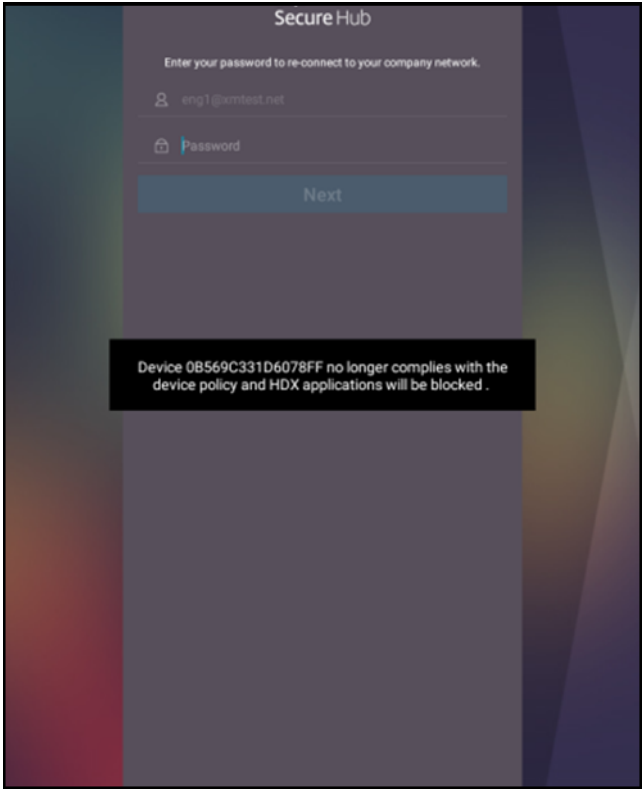 Secure Hub
Enter your password to re-connect to your company network.
eng1@xmtest.net
Password
Next
Device 0B569C331D6078FF no longer complies with the
device policy and HDX applications will be blocked .